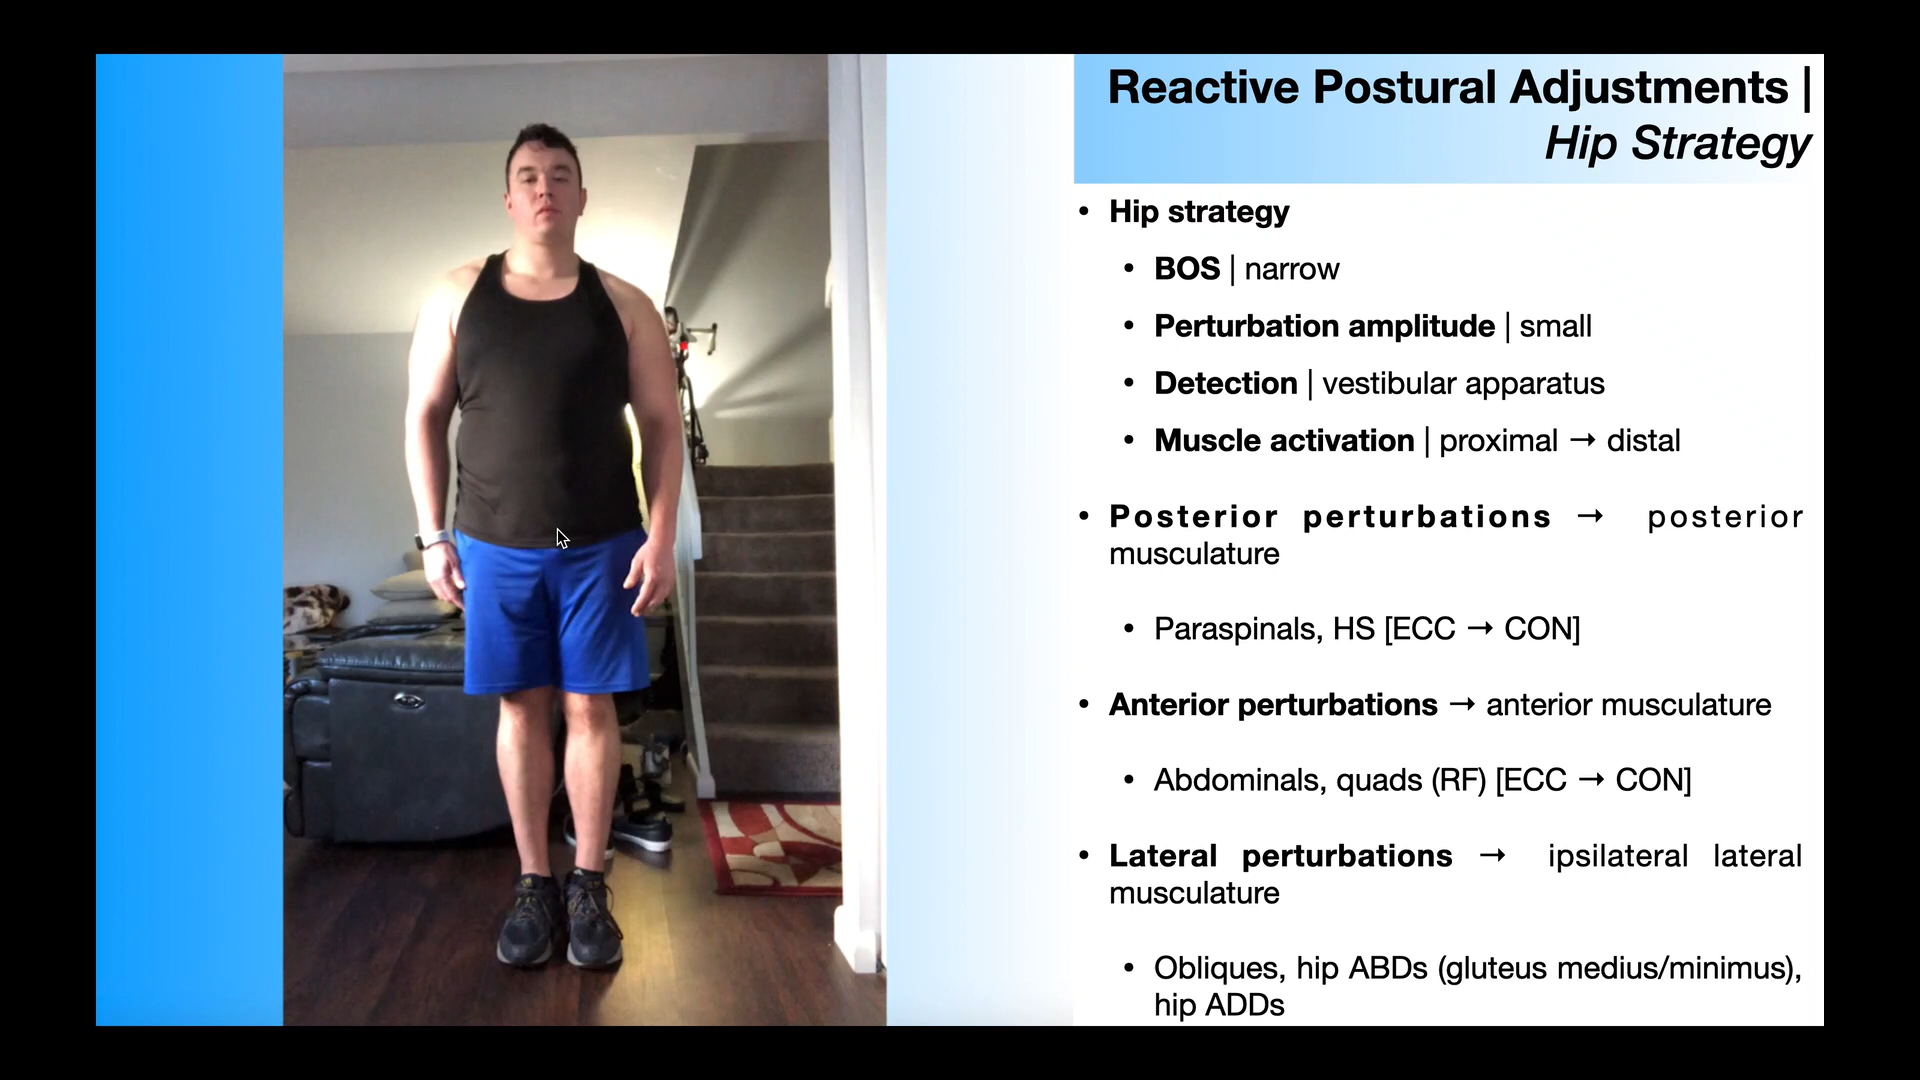 Reactive Postural Adjustments |
Hip Strategy
• Hip strategy
• BOS | narrow
• Perturbation amplitude | small
• Detection | vestibular apparatus
• Muscle activation | proximal → distal
• Posterior perturbations → posterior
musculature
• Paraspinals, HS [ECC → CON]
• Anterior perturbations → anterior musculature
• Abdominals, quads (RF) [ECC → CON]
• Lateral perturbations → ipsilateral lateral
musculature
• Obliques, hip ABDs (gluteus medius/minimus),
hip ADDs